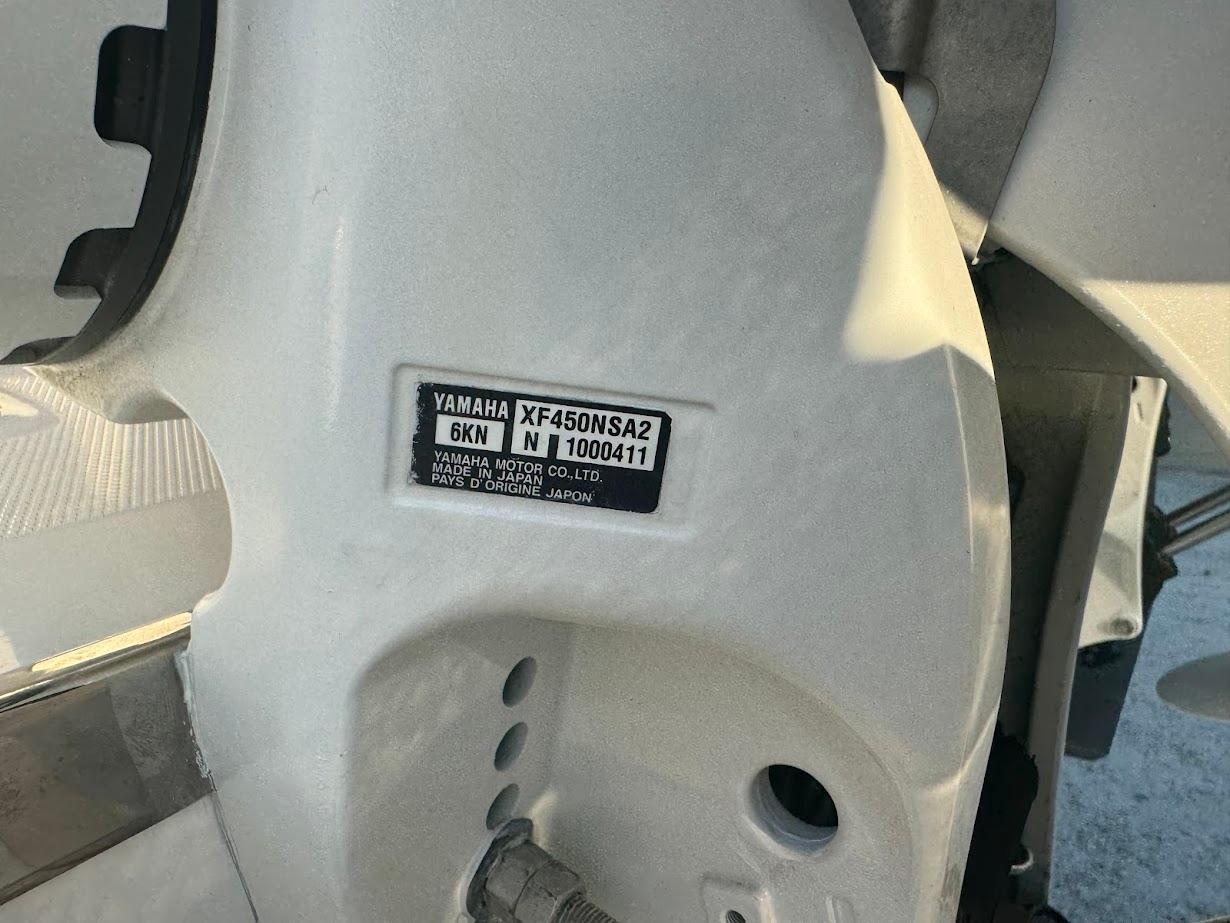 YAMAHA XF450NSA2
6KN N 1000411
YAMAHA MOTOR CO.,LTD.
MADE IN JAPAN
PAYS D'ORIGINE JAPON